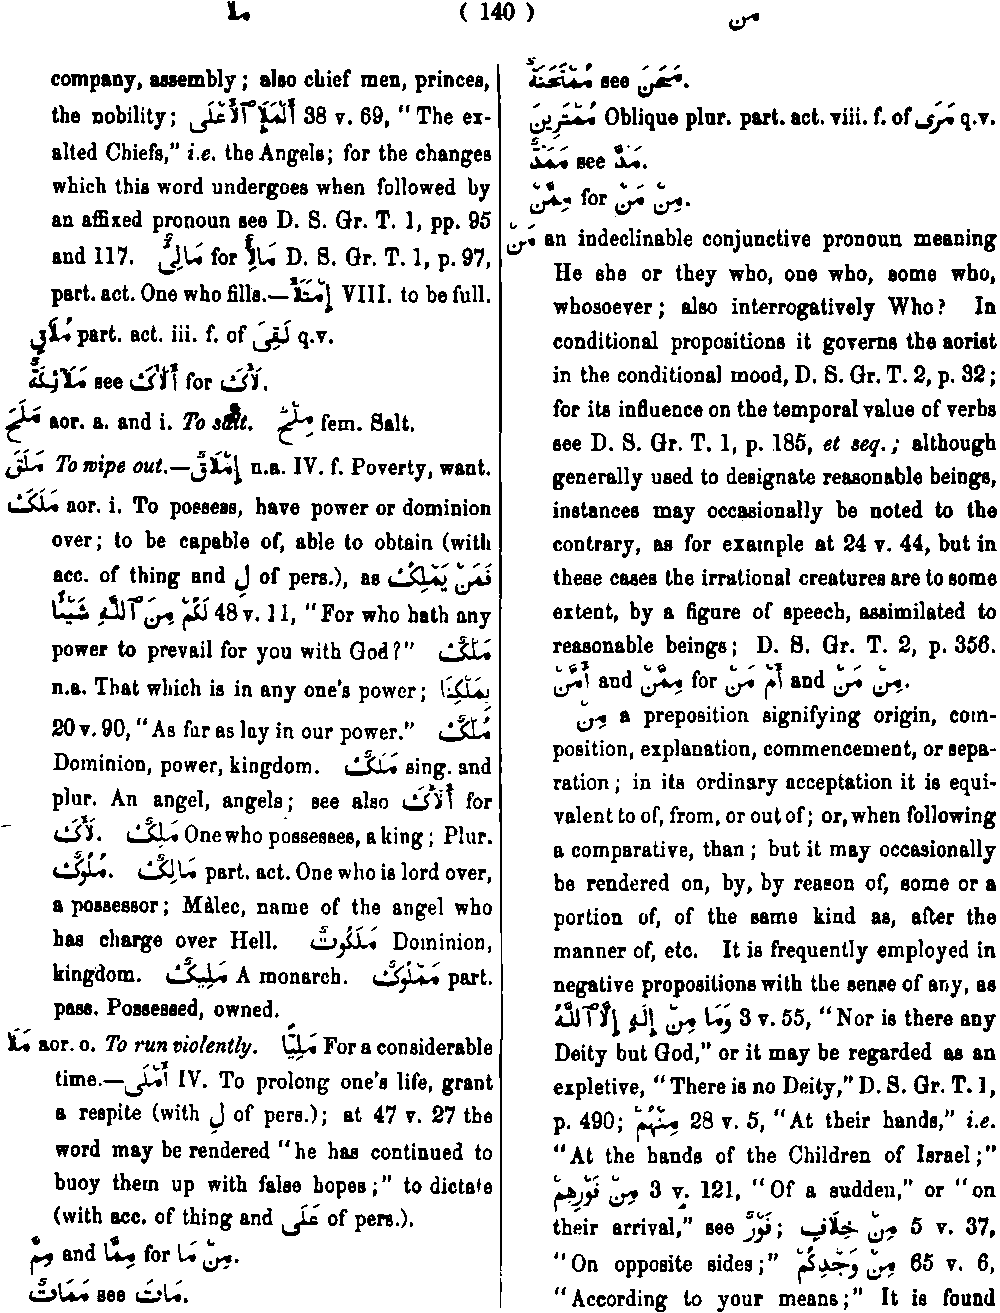 ملا ( 140 ) من
company, assembly; also chief men, princes,
the nobility; أَلْمَلَإِ ٱلْأَعْلَى 38 v. 69, "The ex-
alted Chiefs," i.e. the Angels; for the changes
which this word undergoes when followed by
an affixed pronoun see D. S. Gr. T. 1, pp. 95
and 117. مَالِئٌ for مَالِأٌ D. S. Gr. T. 1, p. 97,
part. act. One who fills.—إِمْتَلَأَ VIII. to be full.
مُلَاقٍ part. act. iii. f. of لَقِىَ q.v.
مَلَائِكَةٌ see أَلْأَكَ for لَأَكَ.
مَلَحَ aor. a. and i. To salt. مِلْحٌ fem. Salt.
مَلَقَ To wipe out.—إِمْلَاقٌ n.a. IV. f. Poverty, want.
مَلَكَ aor. i. To possess, have power or dominion
over; to be capable of, able to obtain (with
acc. of thing and لِ of pers.), as فَمَنْ يَمْلِكُ
لَكُمْ مِنَ ٱللّٰهِ شَيْئًا 48 v. 11, "For who hath any
power to prevail for you with God?" مَلْكٌ
n.a. That which is in any one's power; بِمَلْكِنَا
20 v. 90, "As far as lay in our power." مُلْكٌ
Dominion, power, kingdom. مَلَكٌ sing. and
plur. An angel, angels; see also أَلْأَكَ for
لَأَكَ. مَلِكٌ One who possesses, a king; Plur.
مُلُوكٌ. مَالِكٌ part. act. One who is lord over,
a possessor; Màlec, name of the angel who
has charge over Hell. مَلَكُوتٌ Dominion,
kingdom. مَلِيكٌ A monarch. مَمْلُوكٌ part.
pass. Possessed, owned.
مَلَا aor. o. To run violently. مَلِيًّا For a considerable
time.—أَمْلَى IV. To prolong one's life, grant
a respite (with لِ of pers.); at 47 v. 27 the
word may be rendered "he has continued to
buoy them up with false hopes;" to dictate
(with acc. of thing and عَلَى of pers.).
مِمَّ and مِمَّا for مِنْ مَا.
مَمَاتٌ see مَاتَ.
مُمْتَحَنَةٌ see مَحَنَ.
مُمْتَرِينَ Oblique plur. part. act. viii. f. of مَرَى q.v.
مُمَدَّدٌ see مَدَّ.
مِمَّنْ for مِنْ مَنْ.
مَنْ an indeclinable conjunctive pronoun meaning
He she or they who, one who, some who,
whosoever; also interrogatively Who? In
conditional propositions it governs the aorist
in the conditional mood, D. S. Gr. T. 2, p. 32;
for its influence on the temporal value of verbs
see D. S. Gr. T. 1, p. 185, et seq.; although
generally used to designate reasonable beings,
instances may occasionally be noted to the
contrary, as for example at 24 v. 44, but in
these cases the irrational creatures are to some
extent, by a figure of speech, assimilated to
reasonable beings; D. S. Gr. T. 2, p. 356.
أَمَّنْ and مِمَّنْ for أَمْ مَنْ and مِنْ مَنْ.
مِنْ a preposition signifying origin, com-
position, explanation, commencement, or sepa-
ration; in its ordinary acceptation it is equi-
valent to of, from, or out of; or, when following
a comparative, than; but it may occasionally
be rendered on, by, by reason of, some or a
portion of, of the same kind as, after the
manner of, etc. It is frequently employed in
negative propositions with the sense of any, as
وَمَا مِنْ إِلٰهٍ إِلَّا ٱللّٰهُ 3 v. 55, "Nor is there any
Deity but God," or it may be regarded as an
expletive, "There is no Deity," D. S. Gr. T. 1,
p. 490; مِنْهُمْ 28 v. 5, "At their hands," i.e.
"At the hands of the Children of Israel;"
مِنْ فَوْرِهِمْ 3 v. 121, "Of a sudden," or "on
their arrival," see فَوْرٌ; مِنْ خِلَافٍ 5 v. 37,
"On opposite sides;" مِنْ وُجْدِكُمْ 65 v. 6,
"According to your means;" It is found